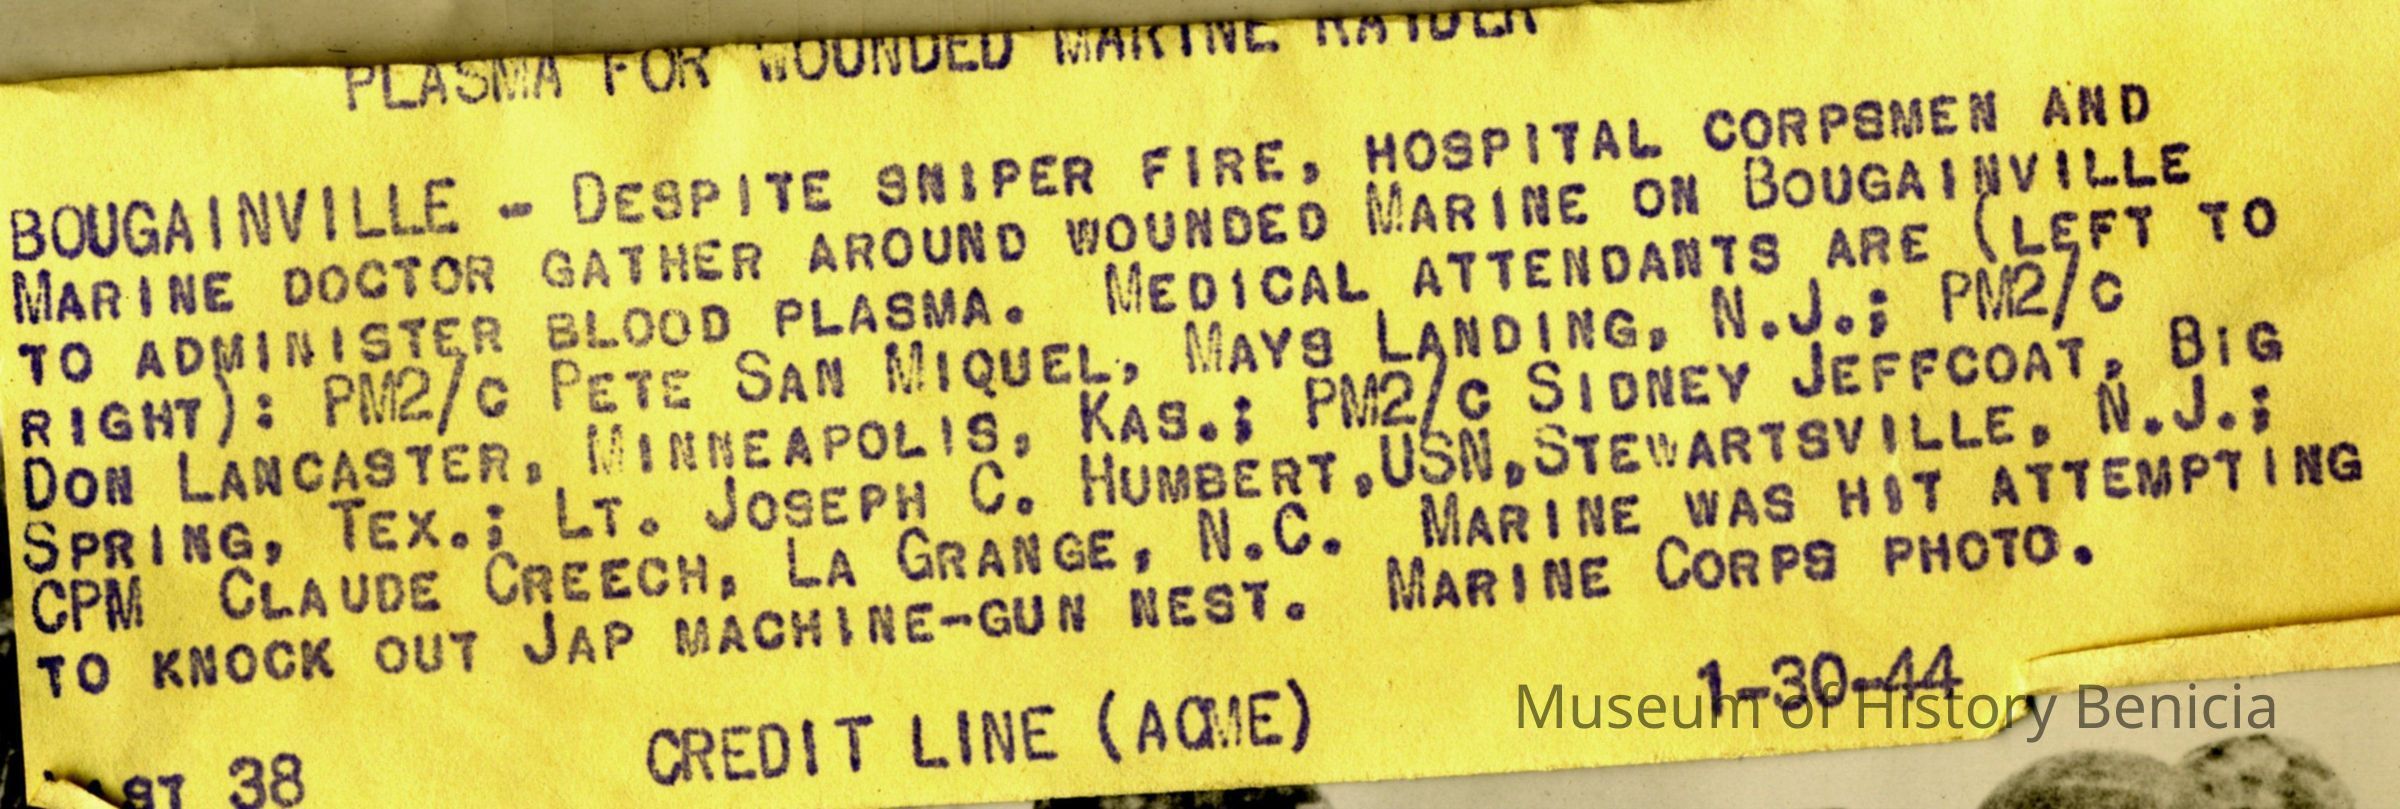 PLASMA FOR WOUNDED MARINE RAIDER
BOUGAINVILLE - DESPITE SNIPER FIRE, HOSPITAL CORPSMEN AND
MARINE DOCTOR GATHER AROUND WOUNDED MARINE ON BOUGAINVILLE
TO ADMINISTER BLOOD PLASMA. MEDICAL ATTENDANTS ARE (LEFT TO
RIGHT): PM2/C PETE SAN MIQUEL, MAYS LANDING, N.J.; PM2/C
DON LANCASTER, MINNEAPOLIS, KAS.; PM2/C SIDNEY JEFFCOAT, BIG
SPRING, TEX.; LT. JOSEPH C. HUMBERT,USN,STEWARTSVILLE, N.J.;
CPM CLAUDE CREECH, LA GRANGE, N.C. MARINE WAS HIT ATTEMPTING
TO KNOCK OUT JAP MACHINE-GUN NEST. MARINE CORPS PHOTO.
38 CREDIT LINE (ACME) 1-30-44
Museum of History Benicia